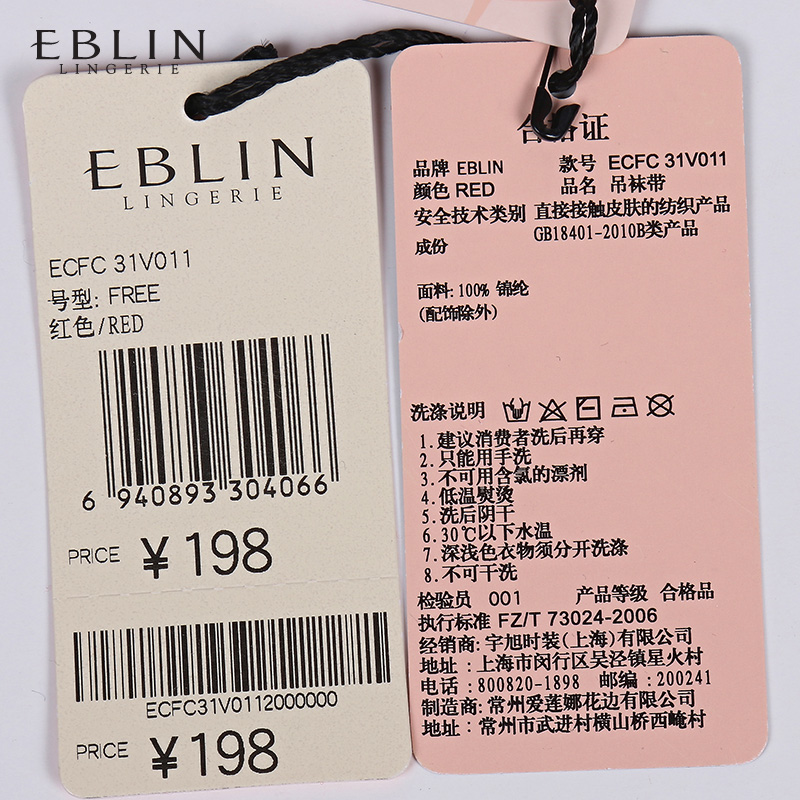 EBLIN
LINGERIE
EBLIN
LINGERIE
ECFC 31V011
号型: FREE
红色/RED
6 940893 304066
PRICE ¥198
ECFC31V0112000000
PRICE ¥198
合格证
品牌 EBLIN 款号 ECFC 31V011
颜色 RED 品名 吊袜带
安全技术类别 直接接触皮肤的纺织产品
GB18401-2010B类产品
成份
面料: 100% 锦纶
(配饰除外)
洗涤说明
1.建议消费者洗后再穿
2.只能用手洗
3.不可用含氯的漂剂
4.低温熨烫
5.洗后阴干
6.30℃以下水温
7.深浅色衣物须分开洗涤
8.不可干洗
检验员 001 产品等级 合格品
执行标准 FZ/T 73024-2006
经销商: 宇旭时装(上海)有限公司
地址: 上海市闵行区吴泾镇星火村
电话: 800820-1898 邮编: 200241
制造商: 常州爱莲娜花边有限公司
地址: 常州市武进村横山桥西崦村